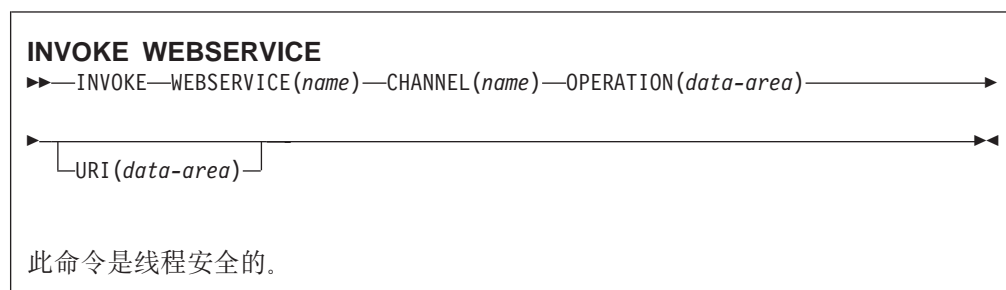 INVOKE WEBSERVICE
INVOKE WEBSERVICE(name) CHANNEL(name) OPERATION(data-area)
URI(data-area)
此命令是线程安全的。